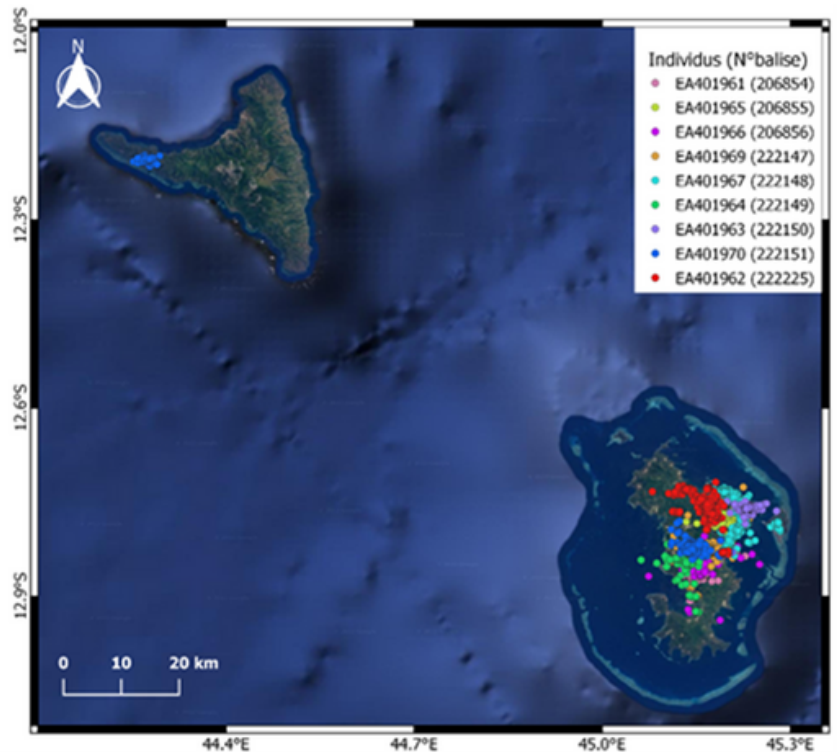 12.0°S
N
Individus (N°balise)
EA401961 (206854)
EA401965 (206855)
EA401966 (206856)
EA401969 (222147)
EA401967 (222148)
EA401964 (222149)
EA401963 (222150)
EA401970 (222151)
EA401962 (222225)
12.3°S
12.6°S
12.9°S
0 10 20 km
44.4°E 44.7°E 45.0°E 45.3°E